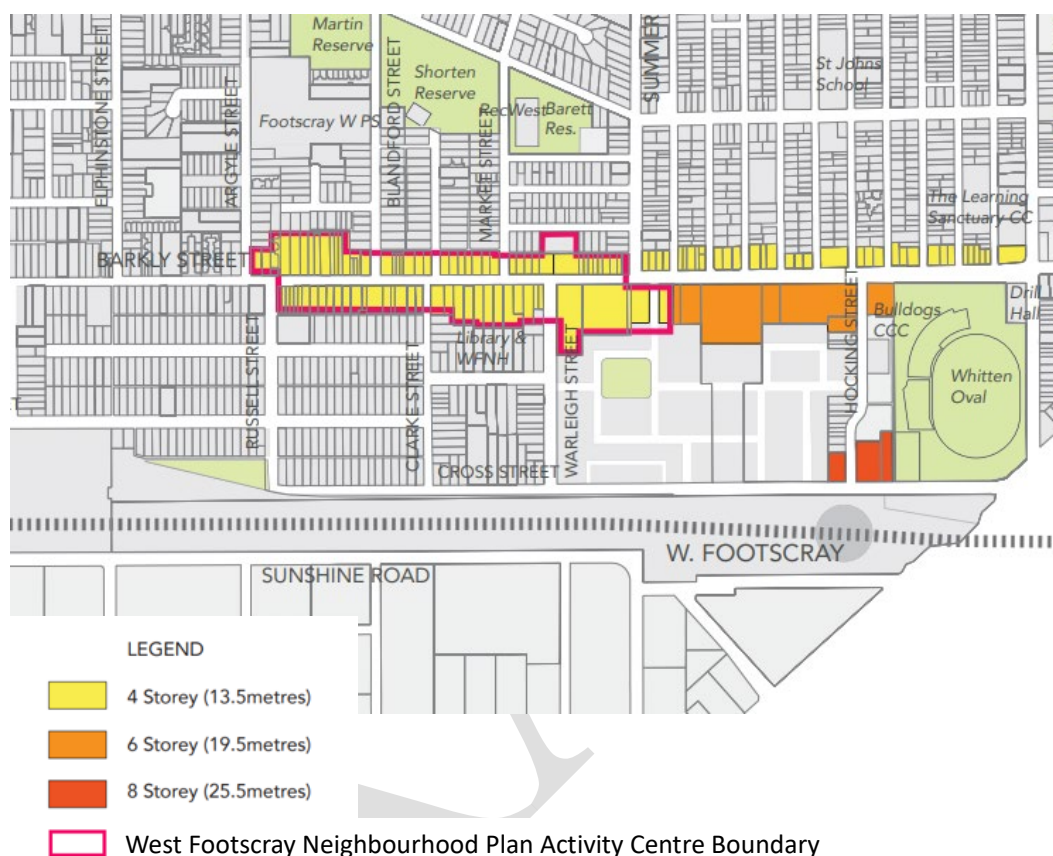 Martin
Reserve
Shorten
Reserve
St Johns
School
SUMMER
ELPHINSTONE STREET
ARGYLE STREET
BLANDFORD STREET
Footscray W PS
MARKET STREET
RecWest
Barett
Res.
The Learning
Sanctuary CC
BARKLY STREET
Drill
Hall
Bulldogs
CCC
Library &
WFNH
RUSSELL STREET
CLARKE STREET
WARLEIGH STREET
HOCKING STREET
Whitten
Oval
CROSS STREET
W. FOOTSCRAY
SUNSHINE ROAD
LEGEND
4 Storey (13.5metres)
6 Storey (19.5metres)
8 Storey (25.5metres)
West Footscray Neighbourhood Plan Activity Centre Boundary